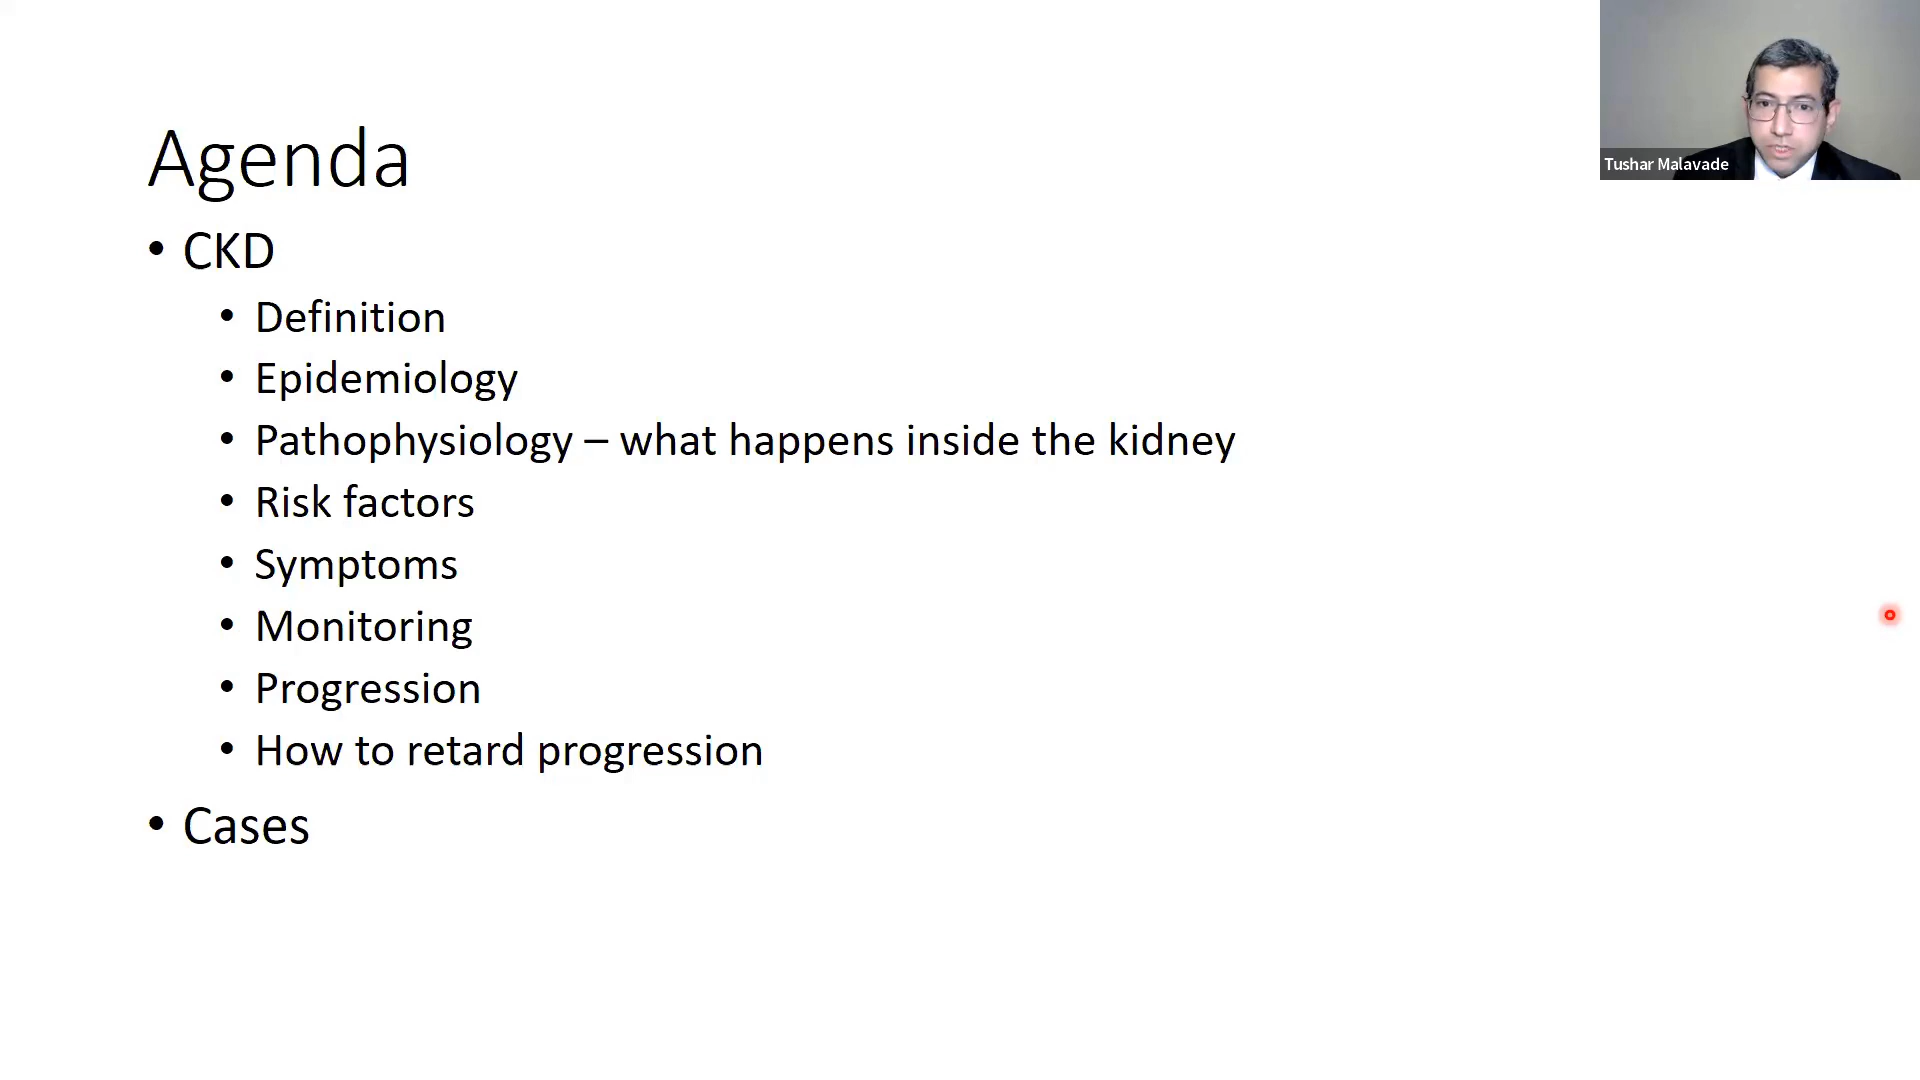 Agenda
• CKD
• Definition
• Epidemiology
• Pathophysiology – what happens inside the kidney
• Risk factors
• Symptoms
• Monitoring
• Progression
• How to retard progression
• Cases
Tushar Malavade